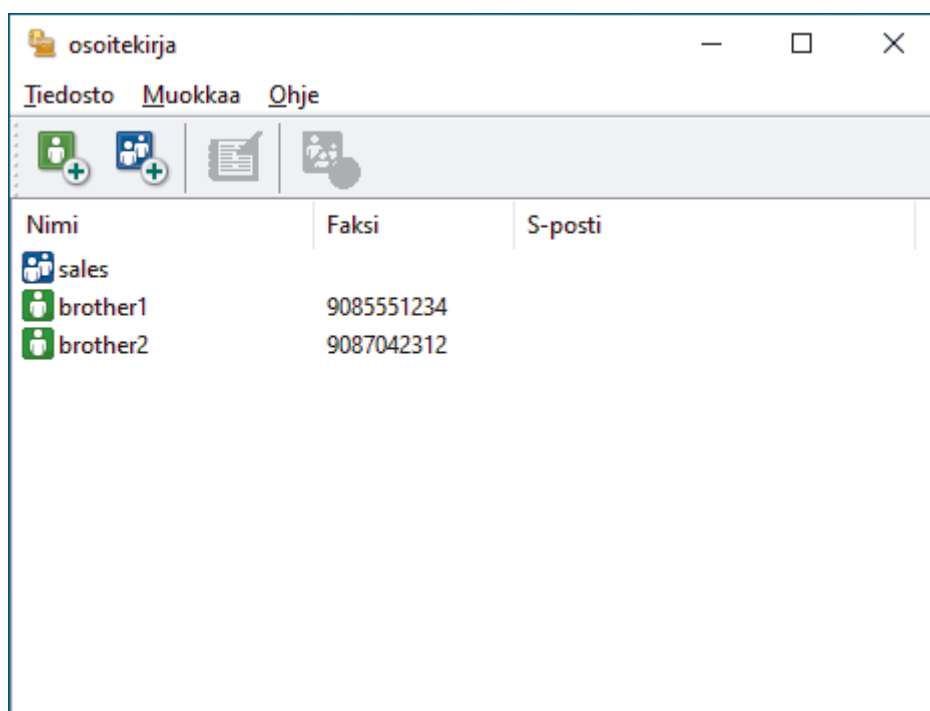 osoitekirja
Tiedosto Muokkaa Ohje
Nimi Faksi S-posti
sales
brother1 9085551234
brother2 9087042312